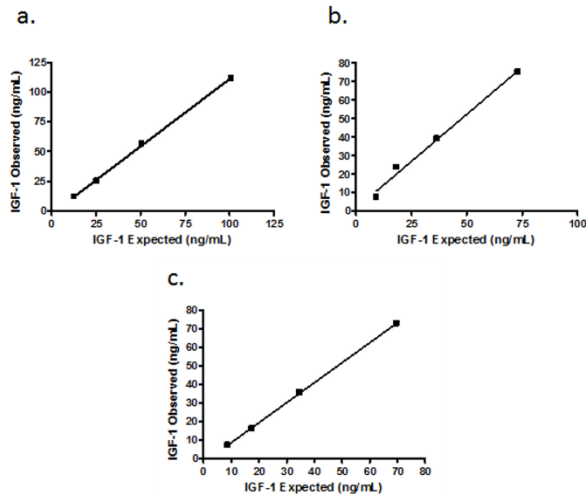 a.
IGF-1 Observed (ng/mL)
125
100
75
50
25
0
0 25 50 75 100 125
IGF-1 Expected (ng/mL)
b.
IGF-1 Observed (ng/mL)
80
70
60
50
40
30
20
10
0
0 25 50 75 100
IGF-1 Expected (ng/mL)
c.
IGF-1 Observed (ng/mL)
80
70
60
50
40
30
20
10
0
0 10 20 30 40 50 60 70 80
IGF-1 Expected (ng/mL)